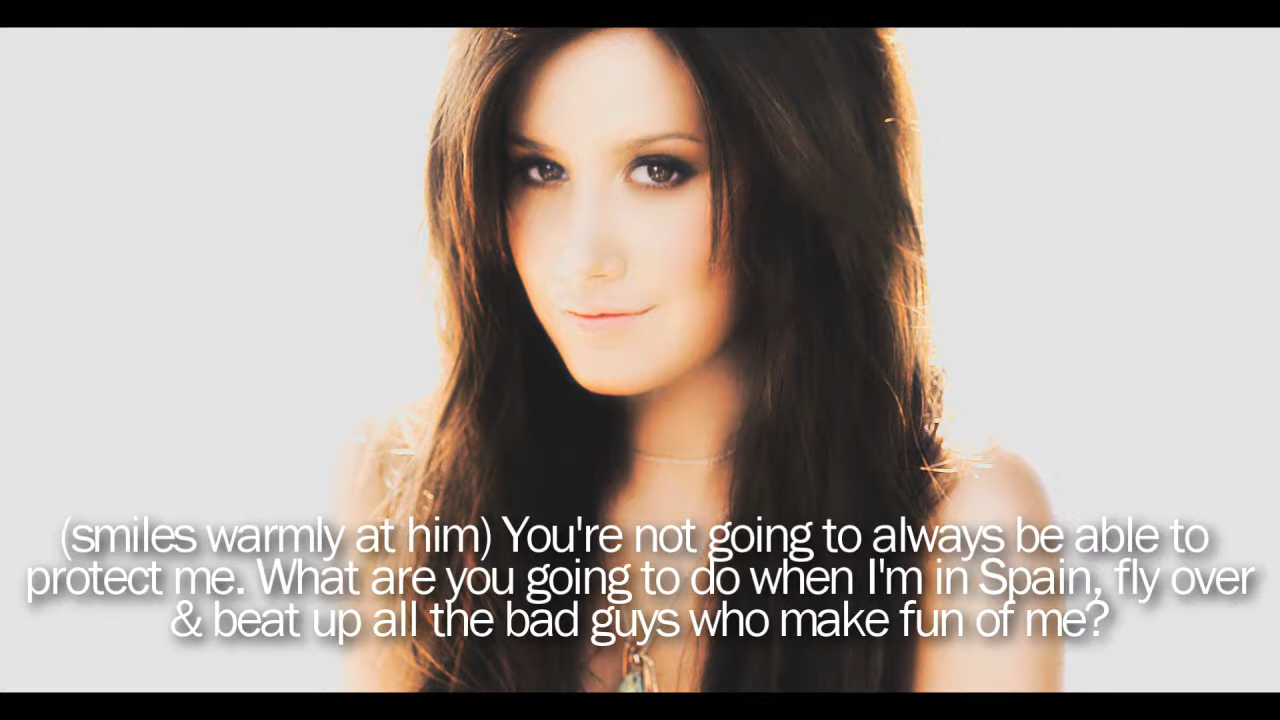 (smiles warmly at him) You're not going to always be able to
protect me. What are you going to do when I'm in Spain, fly over
& beat up all the bad guys who make fun of me?